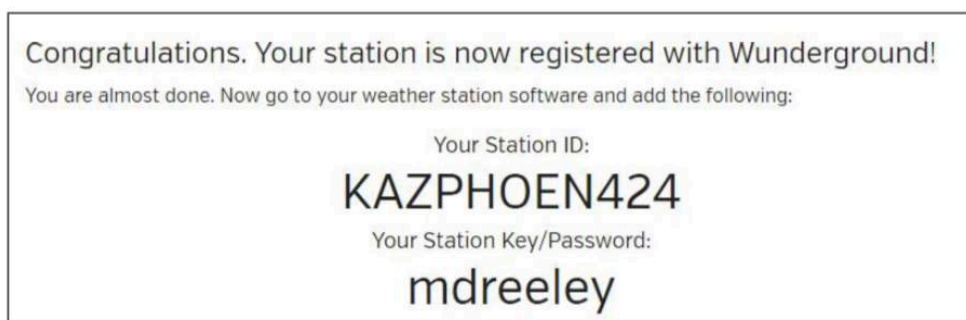 Congratulations. Your station is now registered with Wunderground!
You are almost done. Now go to your weather station software and add the following:
Your Station ID:
KAZPHOEN424
Your Station Key/Password:
mdreeley